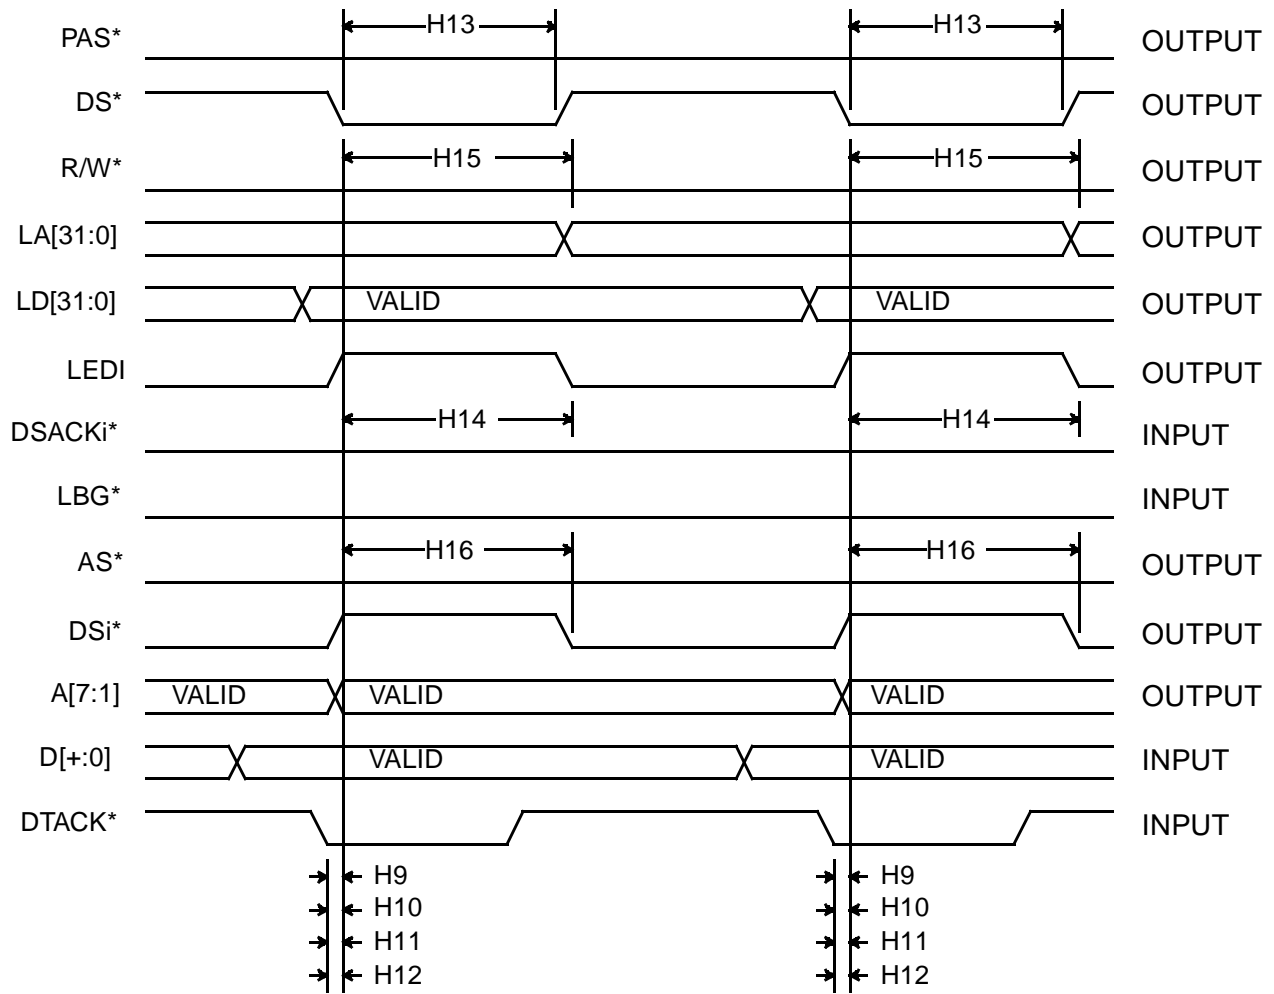 H13 H13
PAS* OUTPUT
DS* OUTPUT
H15 H15
R/W* OUTPUT
LA[31:0] OUTPUT
LD[31:0] VALID VALID OUTPUT
LEDI OUTPUT
H14 H14
DSACKi* INPUT
LBG* INPUT
H16 H16
AS* OUTPUT
DSi* OUTPUT
A[7:1] VALID VALID VALID OUTPUT
D[+:0] VALID VALID INPUT
DTACK* INPUT
H9 H9
H10 H10
H11 H11
H12 H12